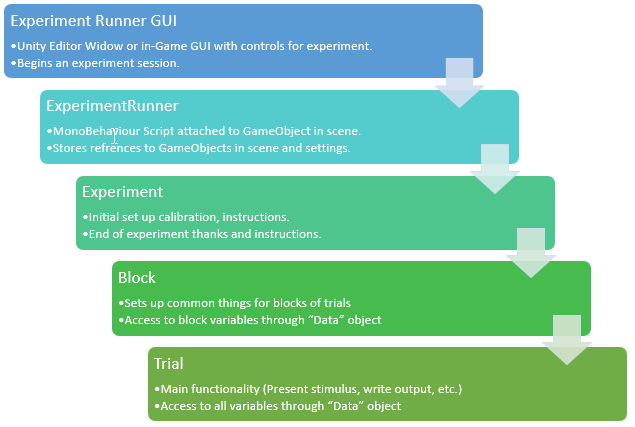 Experiment Runner GUI
•Unity Editor Widow or in-Game GUI with controls for experiment.
•Begins an experiment session.
ExperimentRunner
•MonoBehaviour Script attached to GameObject in scene.
•Stores refrences to GameObjects in scene and settings.
Experiment
•Initial set up calibration, instructions.
•End of experiment thanks and instructions.
Block
•Sets up common things for blocks of trials
•Access to block variables through “Data” object
Trial
•Main functionality (Present stimulus, write output, etc.)
•Access to all variables through “Data” object